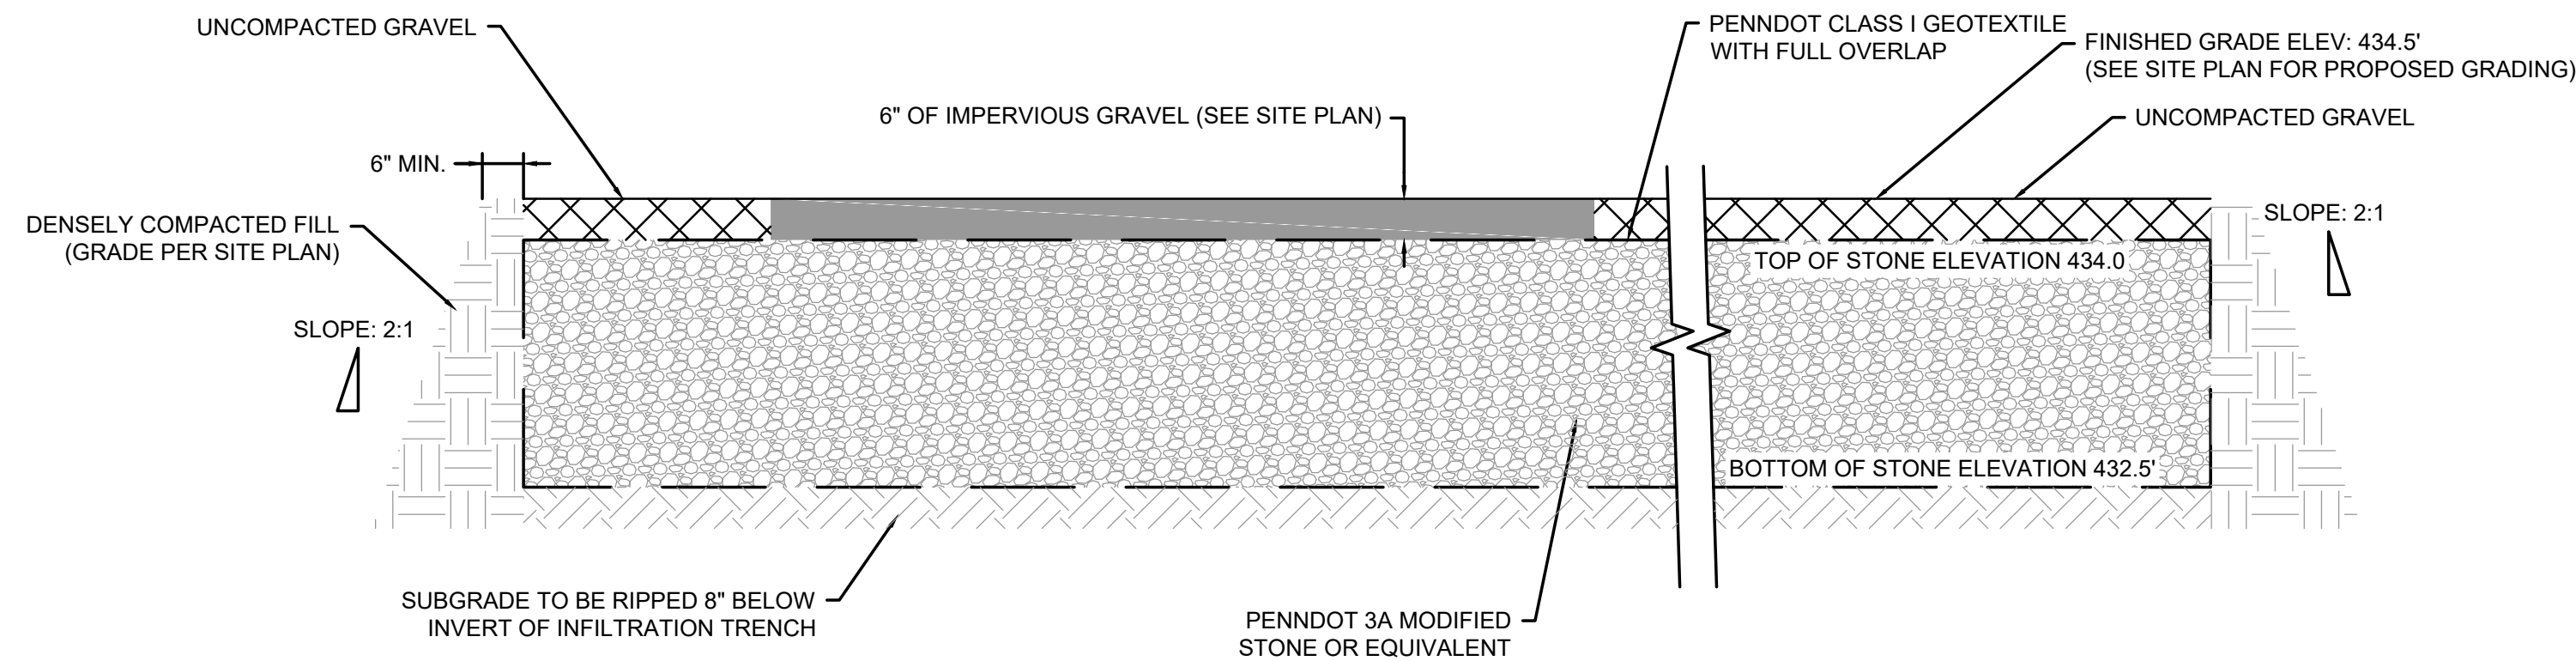 UNCOMPACTED GRAVEL
PENNDOT CLASS I GEOTEXTILE
WITH FULL OVERLAP
FINISHED GRADE ELEV: 434.5'
(SEE SITE PLAN FOR PROPOSED GRADING)
6" OF IMPERVIOUS GRAVEL (SEE SITE PLAN)
UNCOMPACTED GRAVEL
6" MIN.
DENSELY COMPACTED FILL
(GRADE PER SITE PLAN)
SLOPE: 2:1
TOP OF STONE ELEVATION 434.0
SLOPE: 2:1
BOTTOM OF STONE ELEVATION 432.5'
SUBGRADE TO BE RIPPED 8" BELOW
INVERT OF INFILTRATION TRENCH
PENNDOT 3A MODIFIED
STONE OR EQUIVALENT